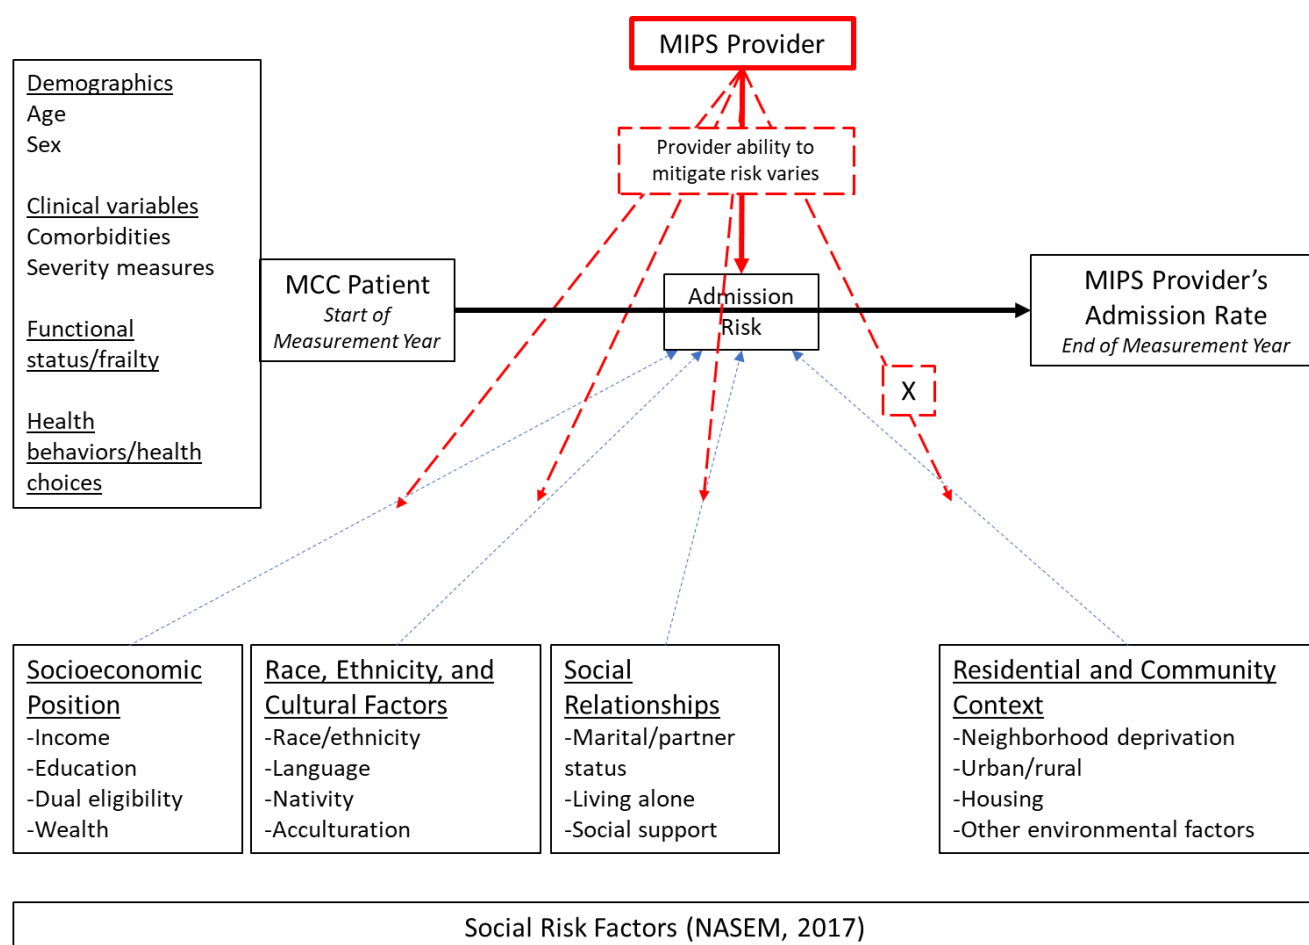 MIPS Provider
Demographics
Age
Sex
Clinical variables
Comorbidities
Severity measures
Functional
status/frailty
Health
behaviors/health
choices
Provider ability to
mitigate risk varies
MCC Patient
Start of
Measurement Year
Admission
Risk
MIPS Provider’s
Admission Rate
End of Measurement Year
X
Socioeconomic
Position
-Income
-Education
-Dual eligibility
-Wealth
Race, Ethnicity, and
Cultural Factors
-Race/ethnicity
-Language
-Nativity
-Acculturation
Social
Relationships
-Marital/partner
status
-Living alone
-Social support
Residential and Community
Context
-Neighborhood deprivation
-Urban/rural
-Housing
-Other environmental factors
Social Risk Factors (NASEM, 2017)